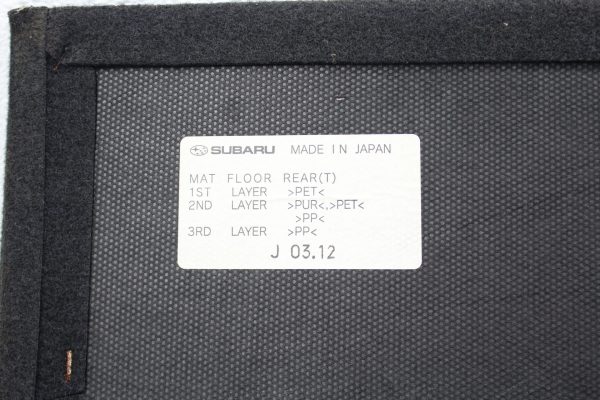 SUBARU MADE IN JAPAN
MAT FLOOR REAR(T)
1ST LAYER >PET<
2ND LAYER >PUR<,>PET<
>PP<
3RD LAYER >PP<
J 03.12